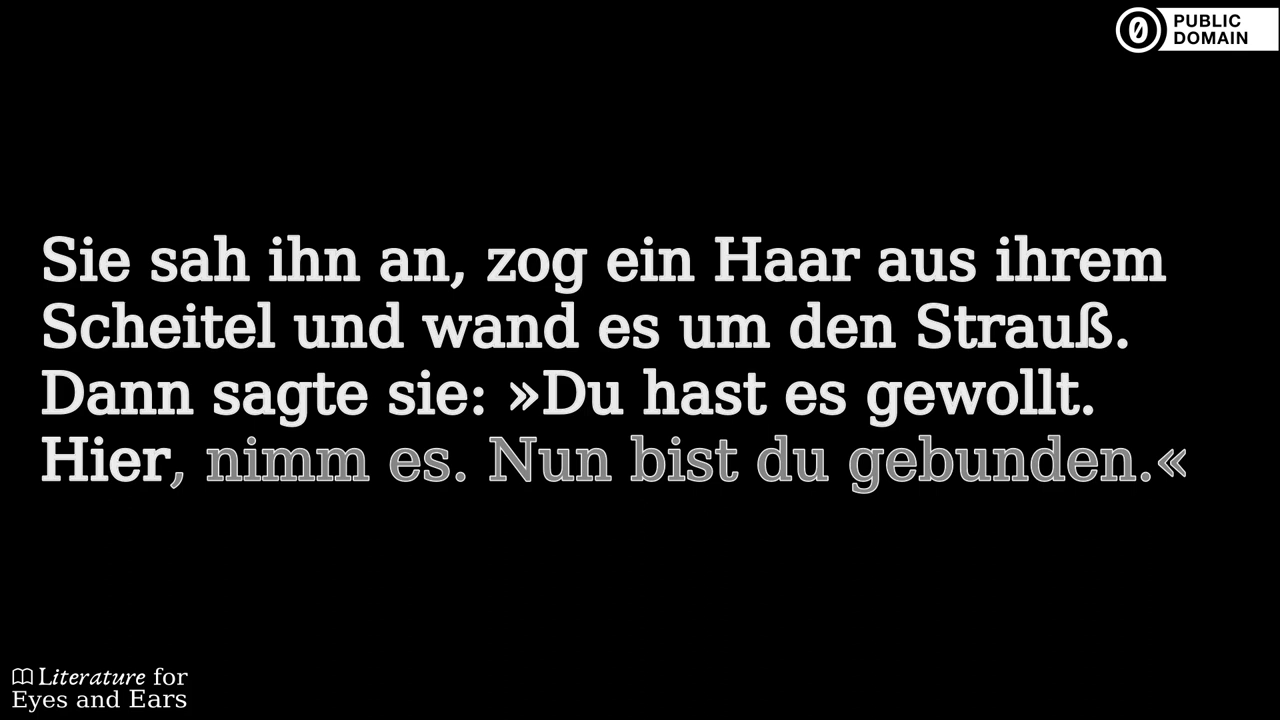 PUBLIC
DOMAIN
Sie sah ihn an, zog ein Haar aus ihrem
Scheitel und wand es um den Strauß.
Dann sagte sie: »Du hast es gewollt.
Hier, nimm es. Nun bist du gebunden.«
Literature for
Eyes and Ears